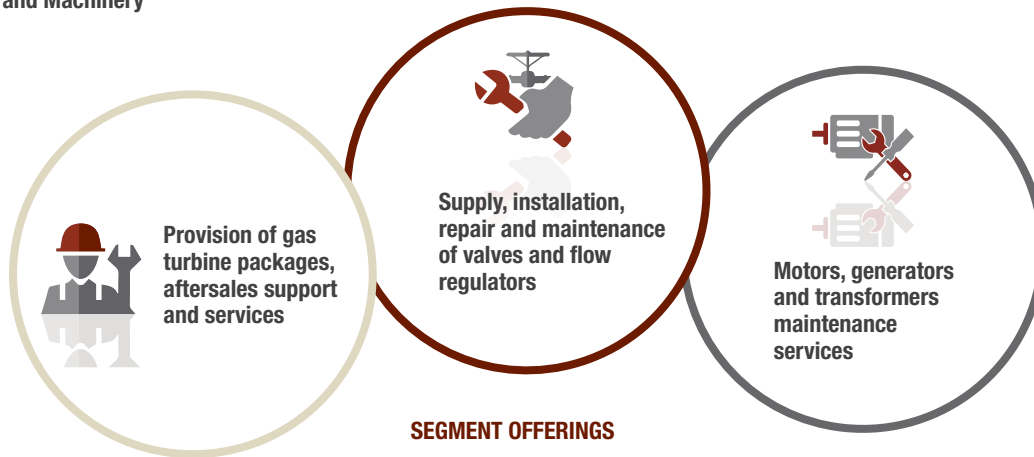 and Machinery
Provision of gas
turbine packages,
aftersales support
and services
Supply, installation,
repair and maintenance
of valves and flow
regulators
Motors, generators
and transformers
maintenance
services
SEGMENT OFFERINGS